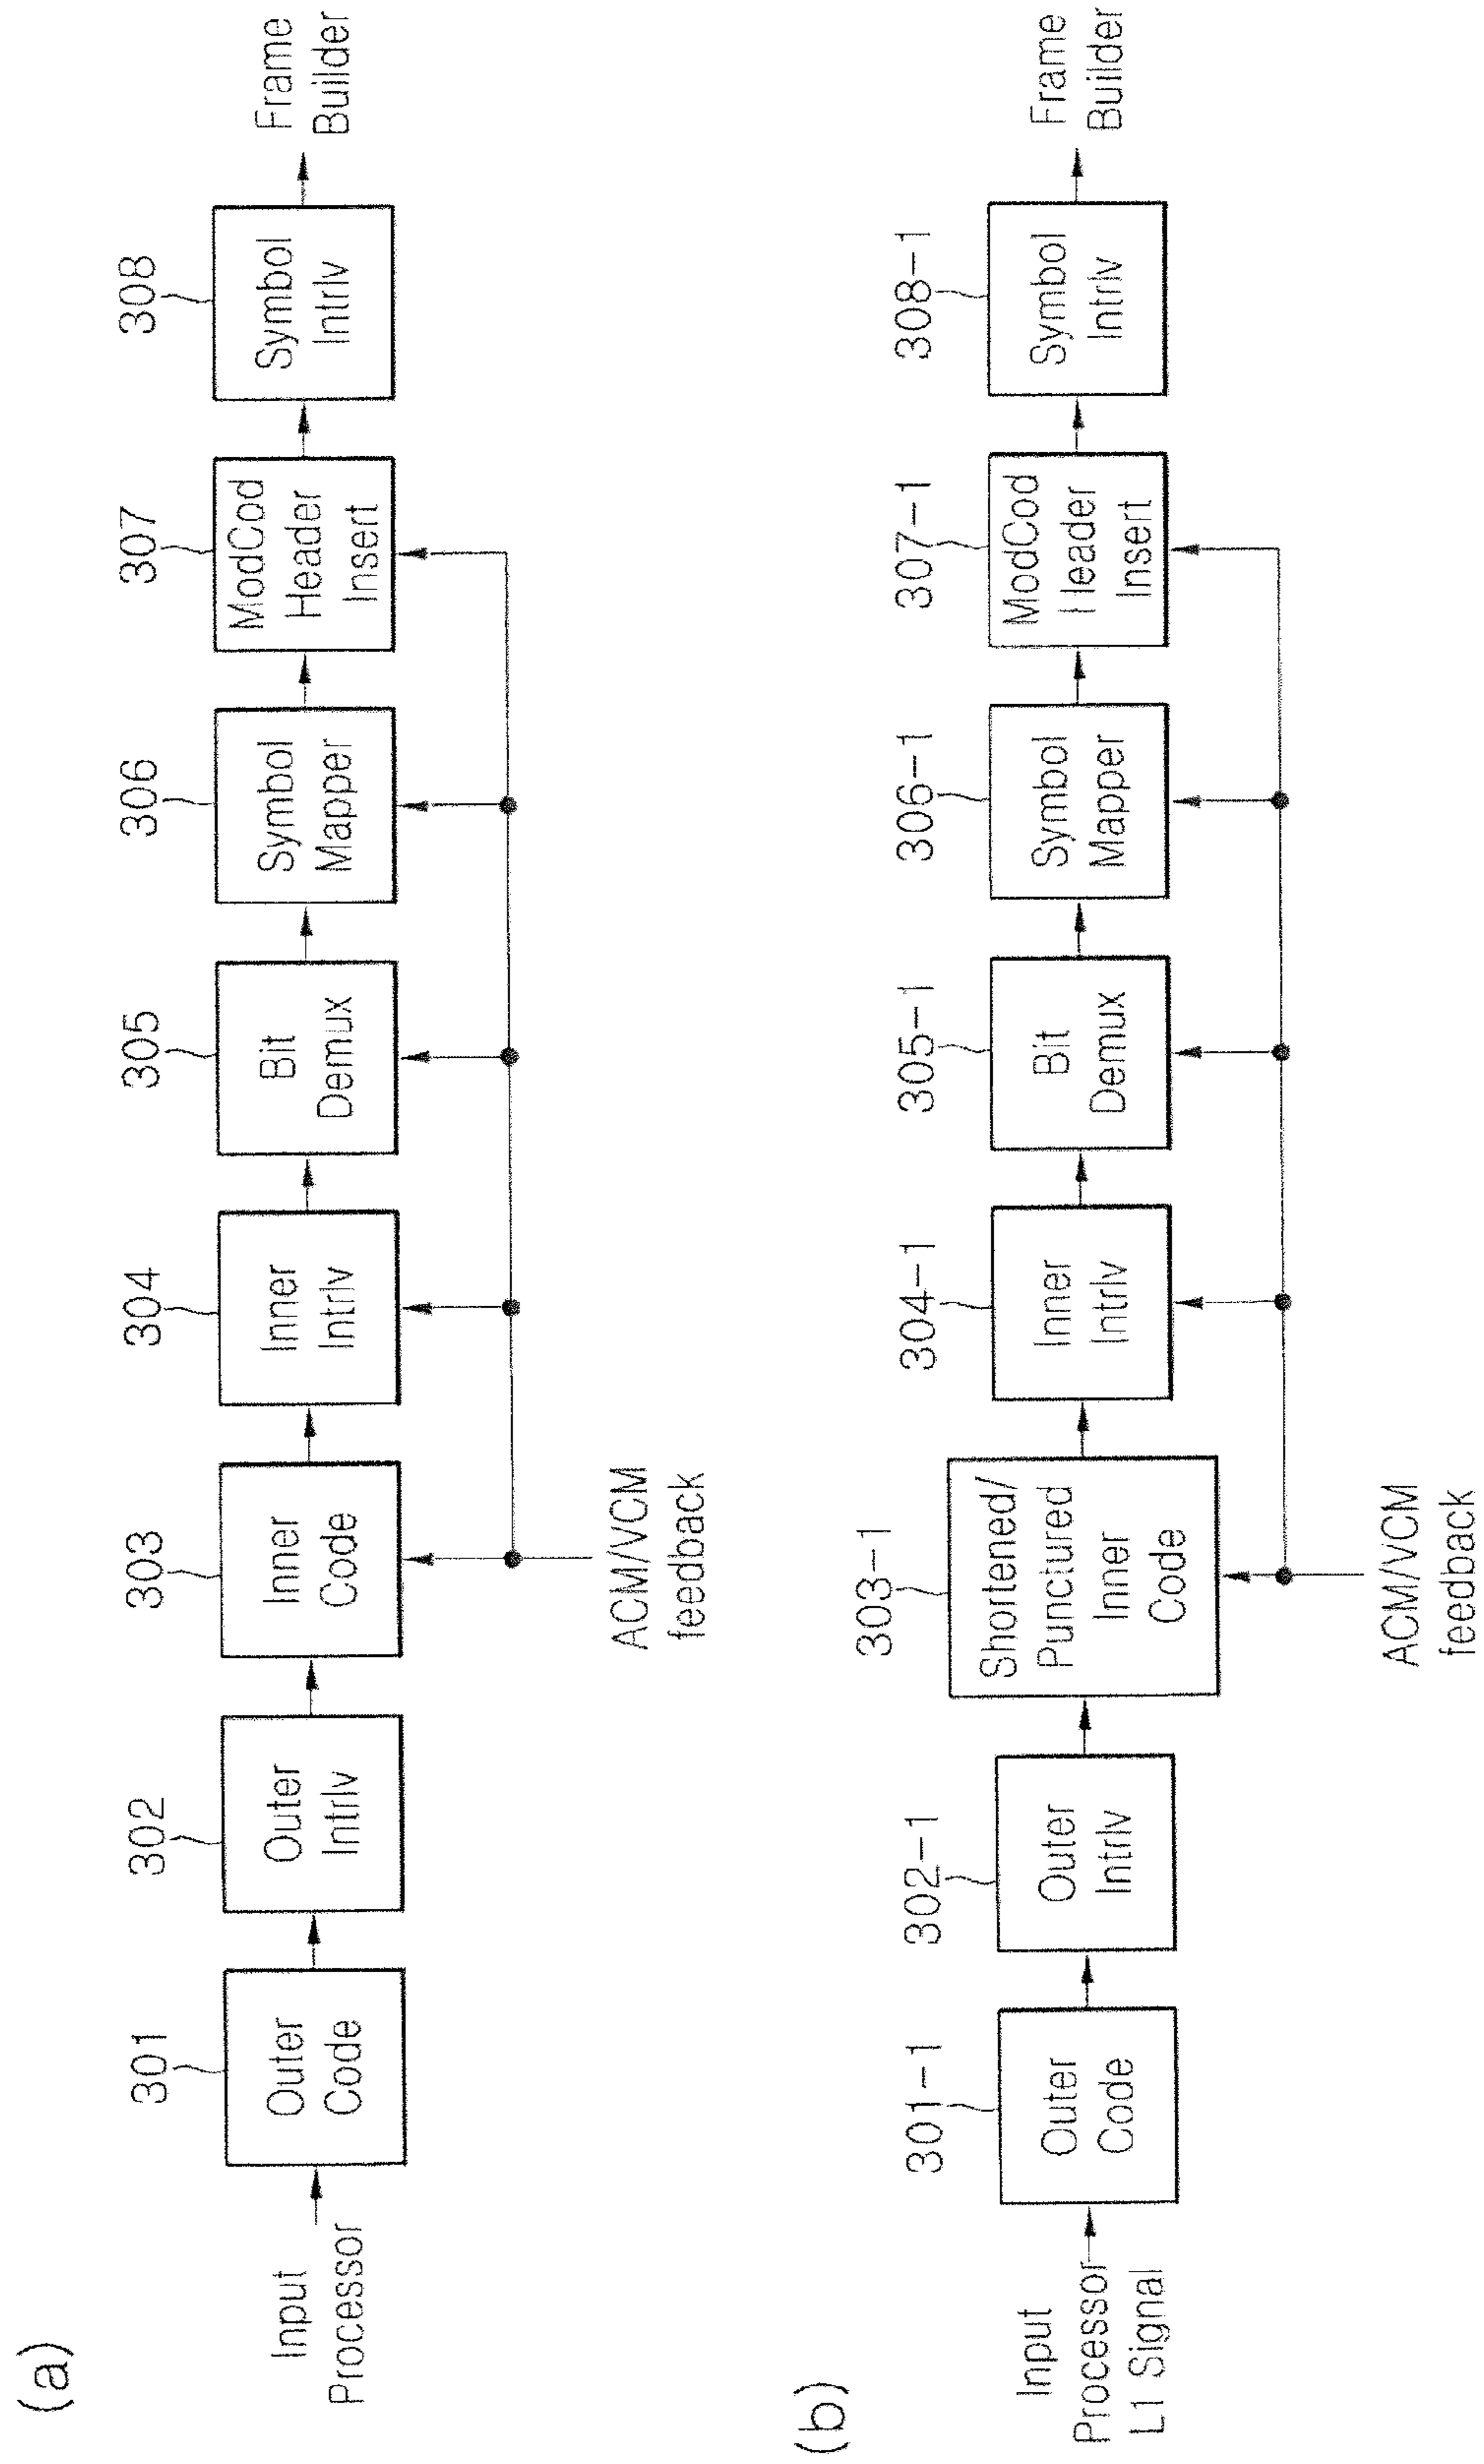 (a)
Input
Processor
301
Outer
Code
302
Outer
Intrlv
303
Inner
Code
304
Inner
Intrlv
305
Bit
Demux
306
Symbol
Mapper
307
ModCod
Header
Insert
308
Symbol
Intrlv
Frame
Builder
ACM/VCM
feedback
(b)
Input
Processor
L1 Signal
301-1
Outer
Code
302-1
Outer
Intrlv
303-1
Shortened/
Punctured
Inner
Code
304-1
Inner
Intrlv
305-1
Bit
Demux
306-1
Symbol
Mapper
307-1
ModCod
Header
Insert
308-1
Symbol
Intrlv
Frame
Builder
ACM/VCM
feedback